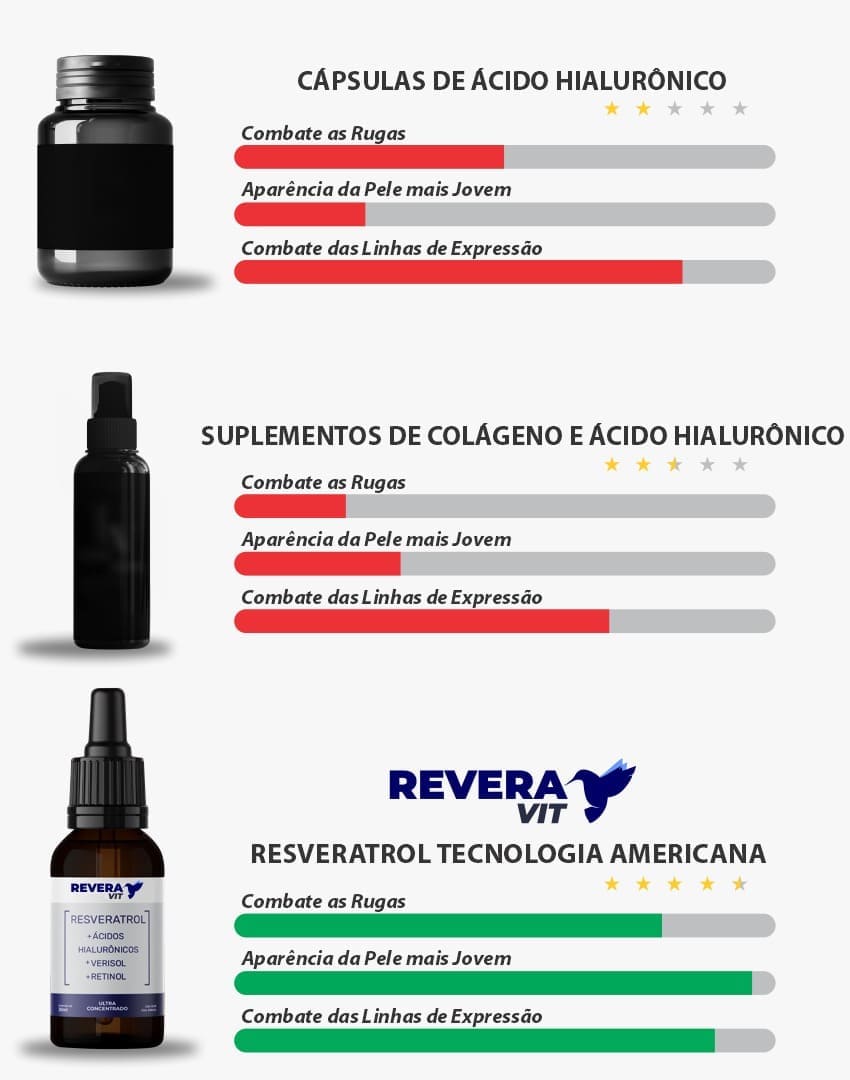 CÁPSULAS DE ÁCIDO HIALURÔNICO
Combate as Rugas
Aparência da Pele mais Jovem
Combate das Linhas de Expressão
SUPLEMENTOS DE COLÁGENO E ÁCIDO HIALURÔNICO
Combate as Rugas
Aparência da Pele mais Jovem
Combate das Linhas de Expressão
REVERA
VIT
RESVERATROL TECNOLOGIA AMERICANA
Combate as Rugas
Aparência da Pele mais Jovem
Combate das Linhas de Expressão
REVERA
VIT
RESVERATROL
+ÁCIDOS
HIALURÔNICOS
+VERISOL
+RETINOL
ULTRA
CONCENTRADO